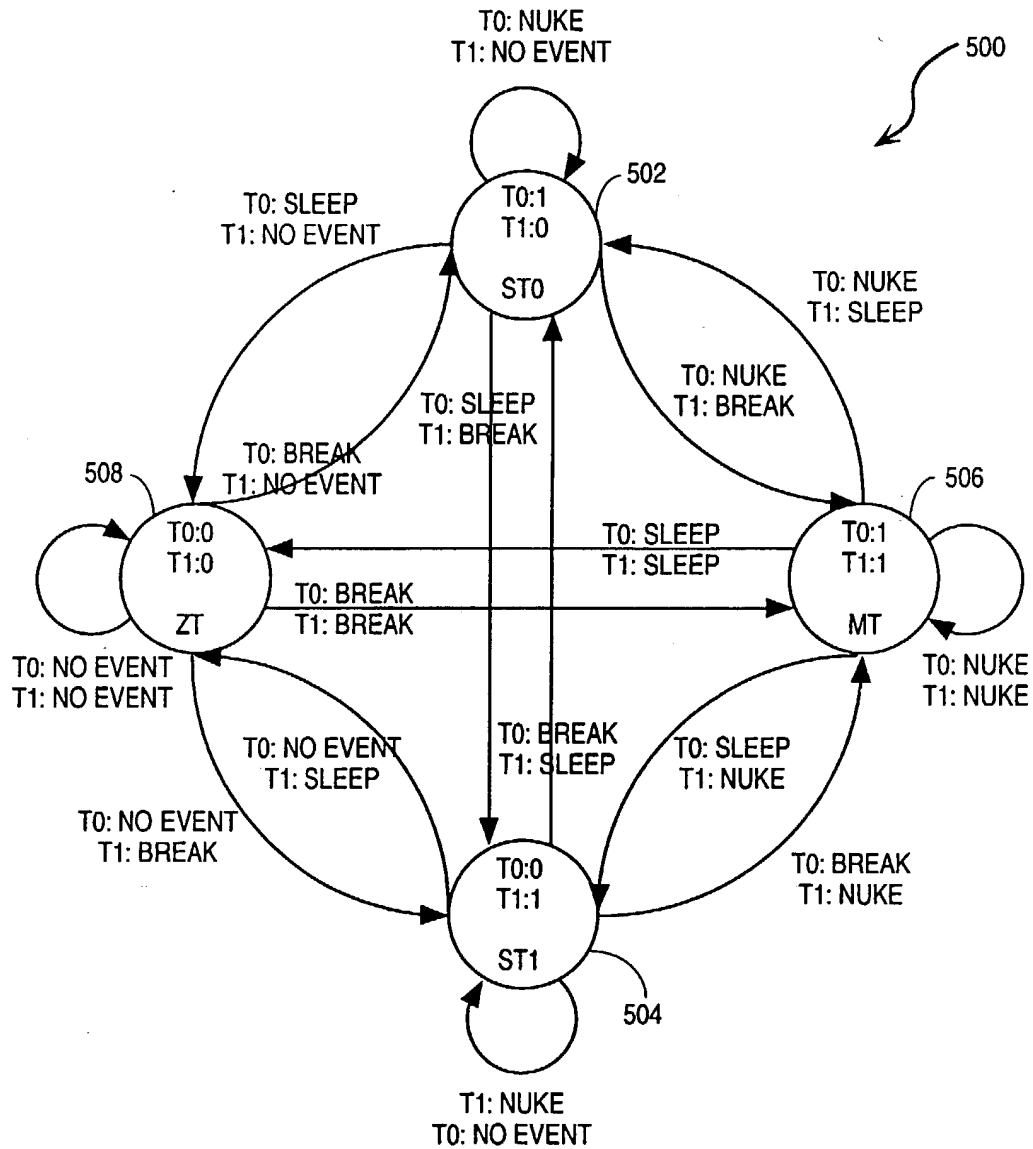 T0: NUKE
T1: NO EVENT
500
502
T0:1
T1:0
ST0
T0: SLEEP
T1: NO EVENT
T0: NUKE
T1: SLEEP
T0: NUKE
T1: BREAK
T0: SLEEP
T1: BREAK
T0: BREAK
T1: NO EVENT
508
506
T0:0
T1:0
ZT
T0:1
T1:1
MT
T0: SLEEP
T1: SLEEP
T0: BREAK
T1: BREAK
T0: NO EVENT
T1: NO EVENT
T0: NUKE
T1: NUKE
T0: BREAK
T1: SLEEP
T0: NO EVENT
T1: SLEEP
T0: SLEEP
T1: NUKE
T0: NO EVENT
T1: BREAK
T0: BREAK
T1: NUKE
T0:0
T1:1
ST1
504
T1: NUKE
T0: NO EVENT